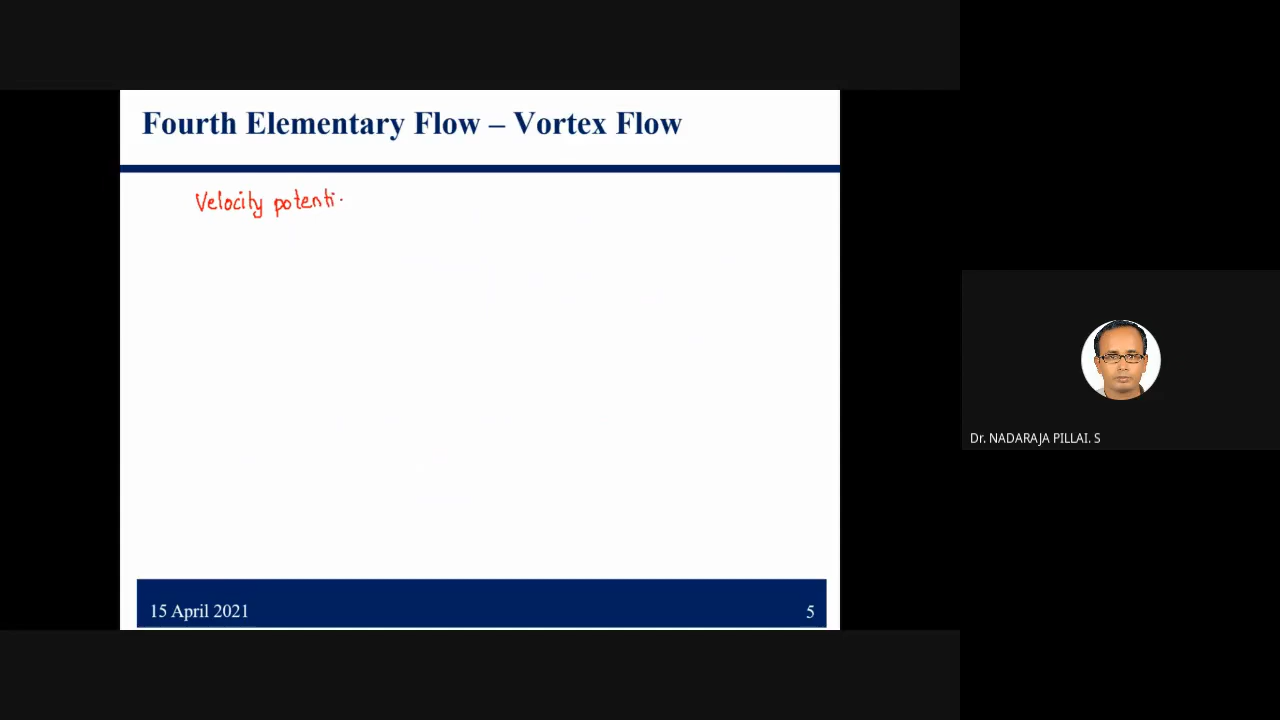 Fourth Elementary Flow – Vortex Flow
Velocity potenti
Dr. NADARAJA PILLAI. S
15 April 2021
5